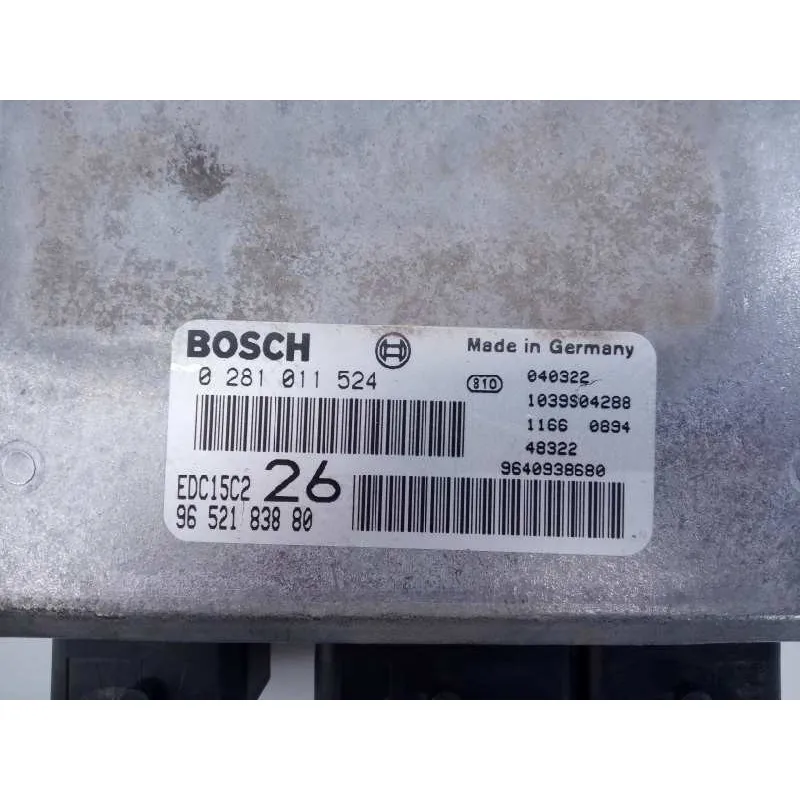 BOSCH
Made in Germany
0 281 011 524
810
040322
1039S04288
1166 0894
48322
9640938680
EDC15C2 26
96 521 838 80